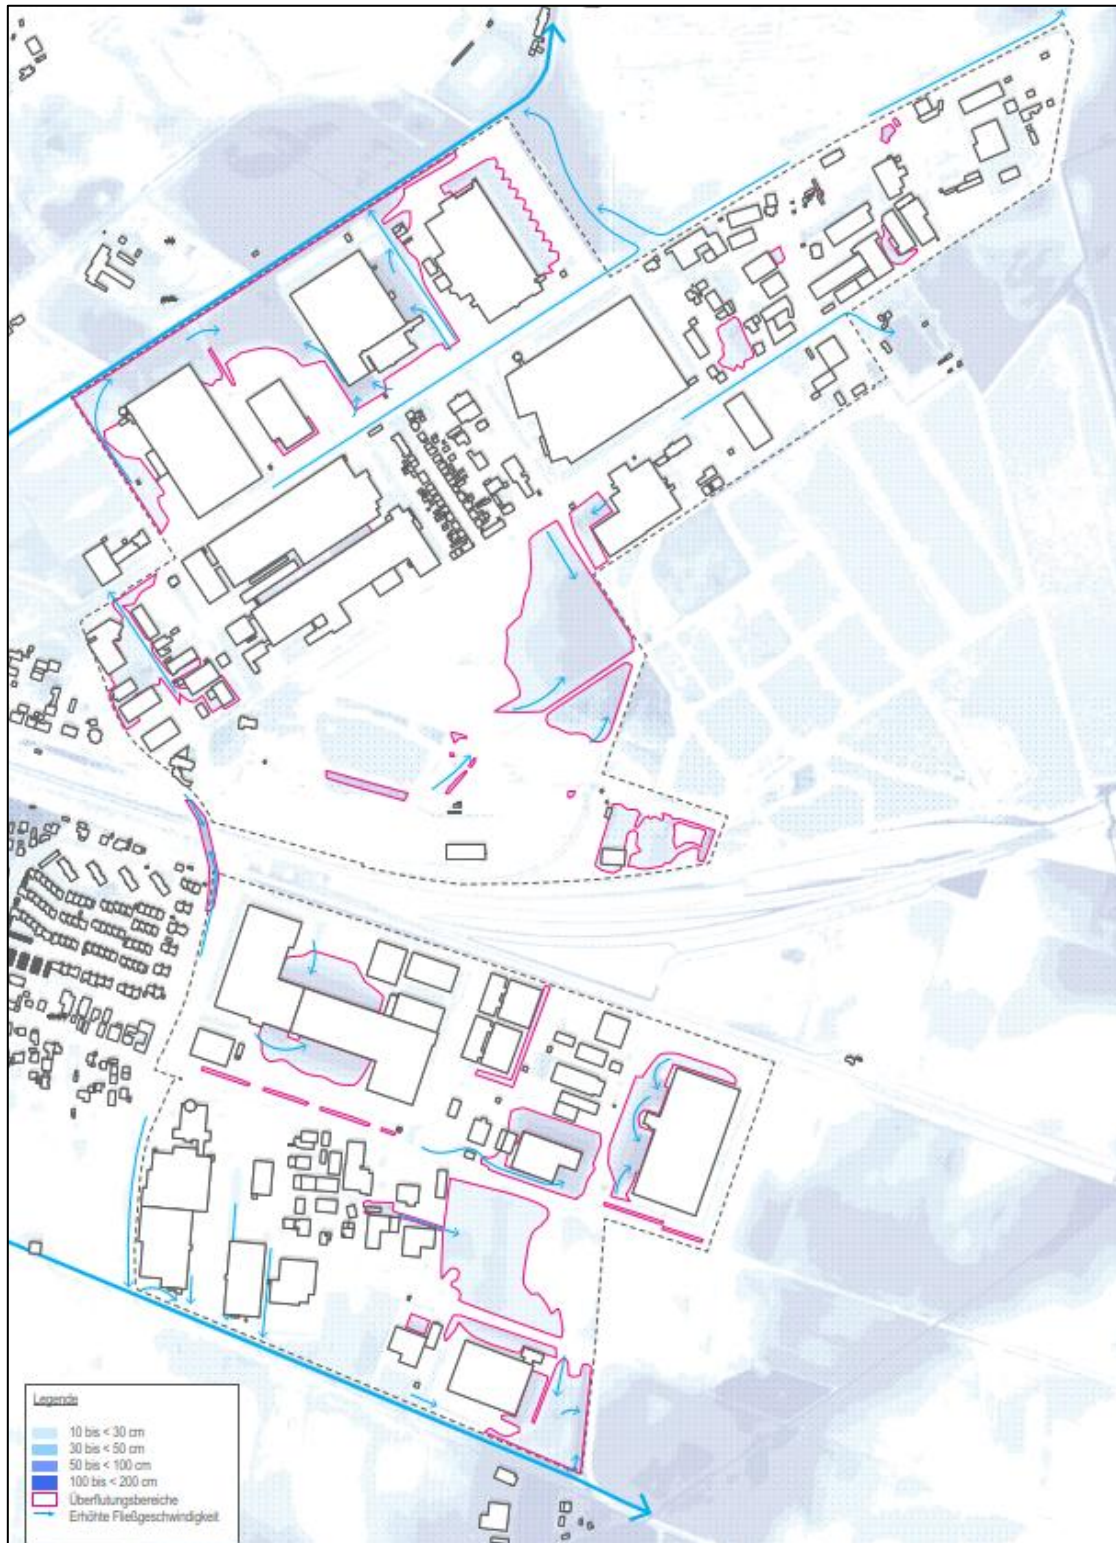 Legende
10 bis < 30 cm
30 bis < 50 cm
50 bis < 100 cm
100 bis < 200 cm
Überflutungsbereiche
Erhöhte Fließgeschwindigkeit